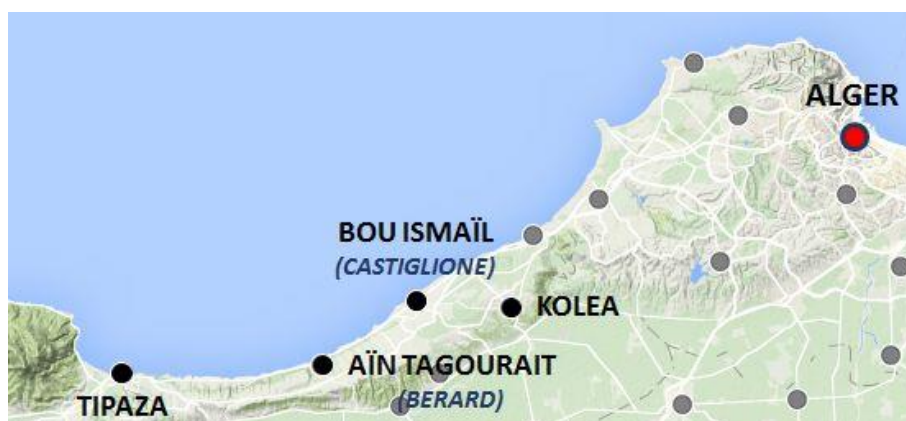 ALGER
BOU ISMAÏL
(CASTIGLIONE)
KOLEA
AÏN TAGOURAIT
(BERARD)
TIPAZA